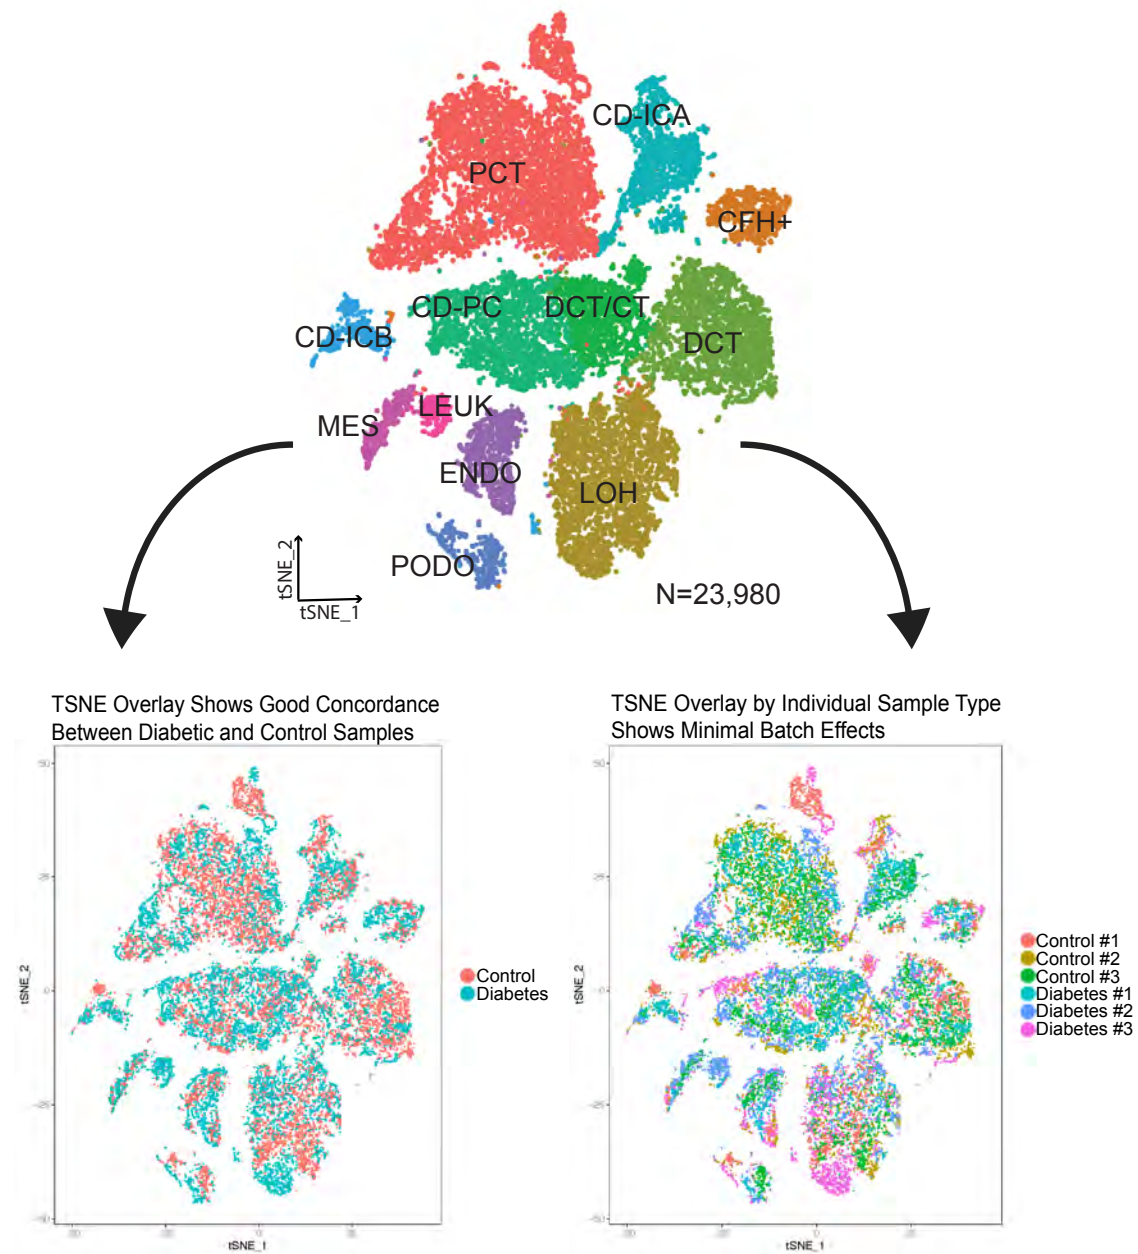 CD-ICA
PCT
CFH+
CD-PC
DCT/CT
CD-ICB
DCT
LEUK
MES
ENDO
LOH
PODO
tSNE_2
tSNE_1
N=23,980
TSNE Overlay Shows Good Concordance
Between Diabetic and Control Samples
TSNE Overlay by Individual Sample Type
Shows Minimal Batch Effects
tSNE_2
tSNE_1
Control
Diabetes
tSNE_2
tSNE_1
Control #1
Control #2
Control #3
Diabetes #1
Diabetes #2
Diabetes #3